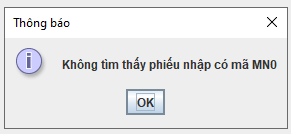 Thông báo
Không tìm thấy phiếu nhập có mã MN0
OK